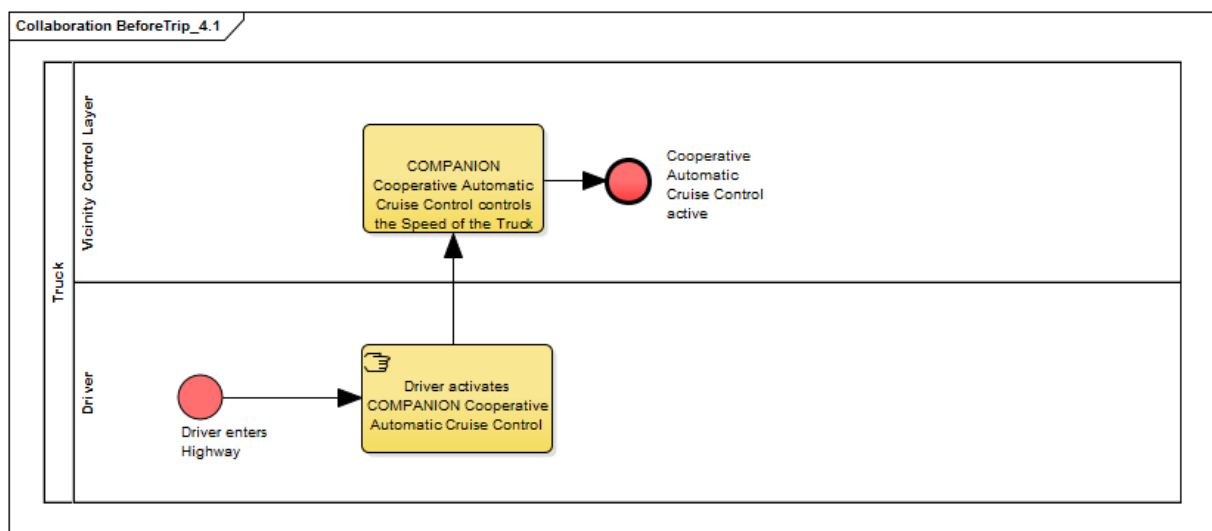 Collaboration BeforeTrip_4.1
Truck
Vicinity Control Layer
COMPANION
Cooperative Automatic
Cruise Control controls
the Speed of the Truck
Cooperative
Automatic
Cruise Control
active
Driver
Driver enters
Highway
Driver activates
COMPANION Cooperative
Automatic Cruise Control